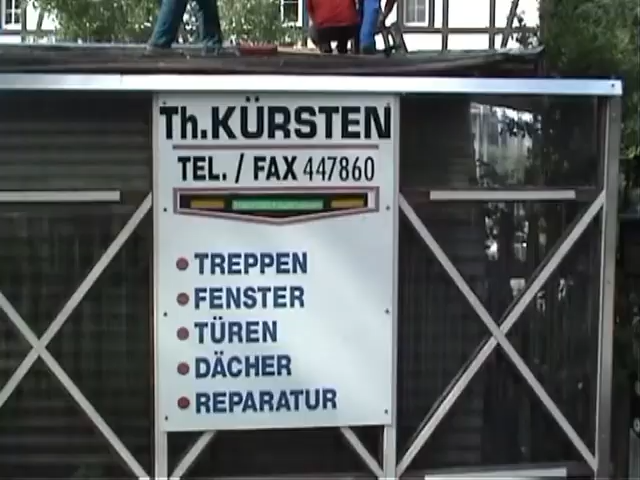 Th.KÜRSTEN
TEL. / FAX 447860
TREPPEN
FENSTER
TÜREN
DÄCHER
REPARATUR